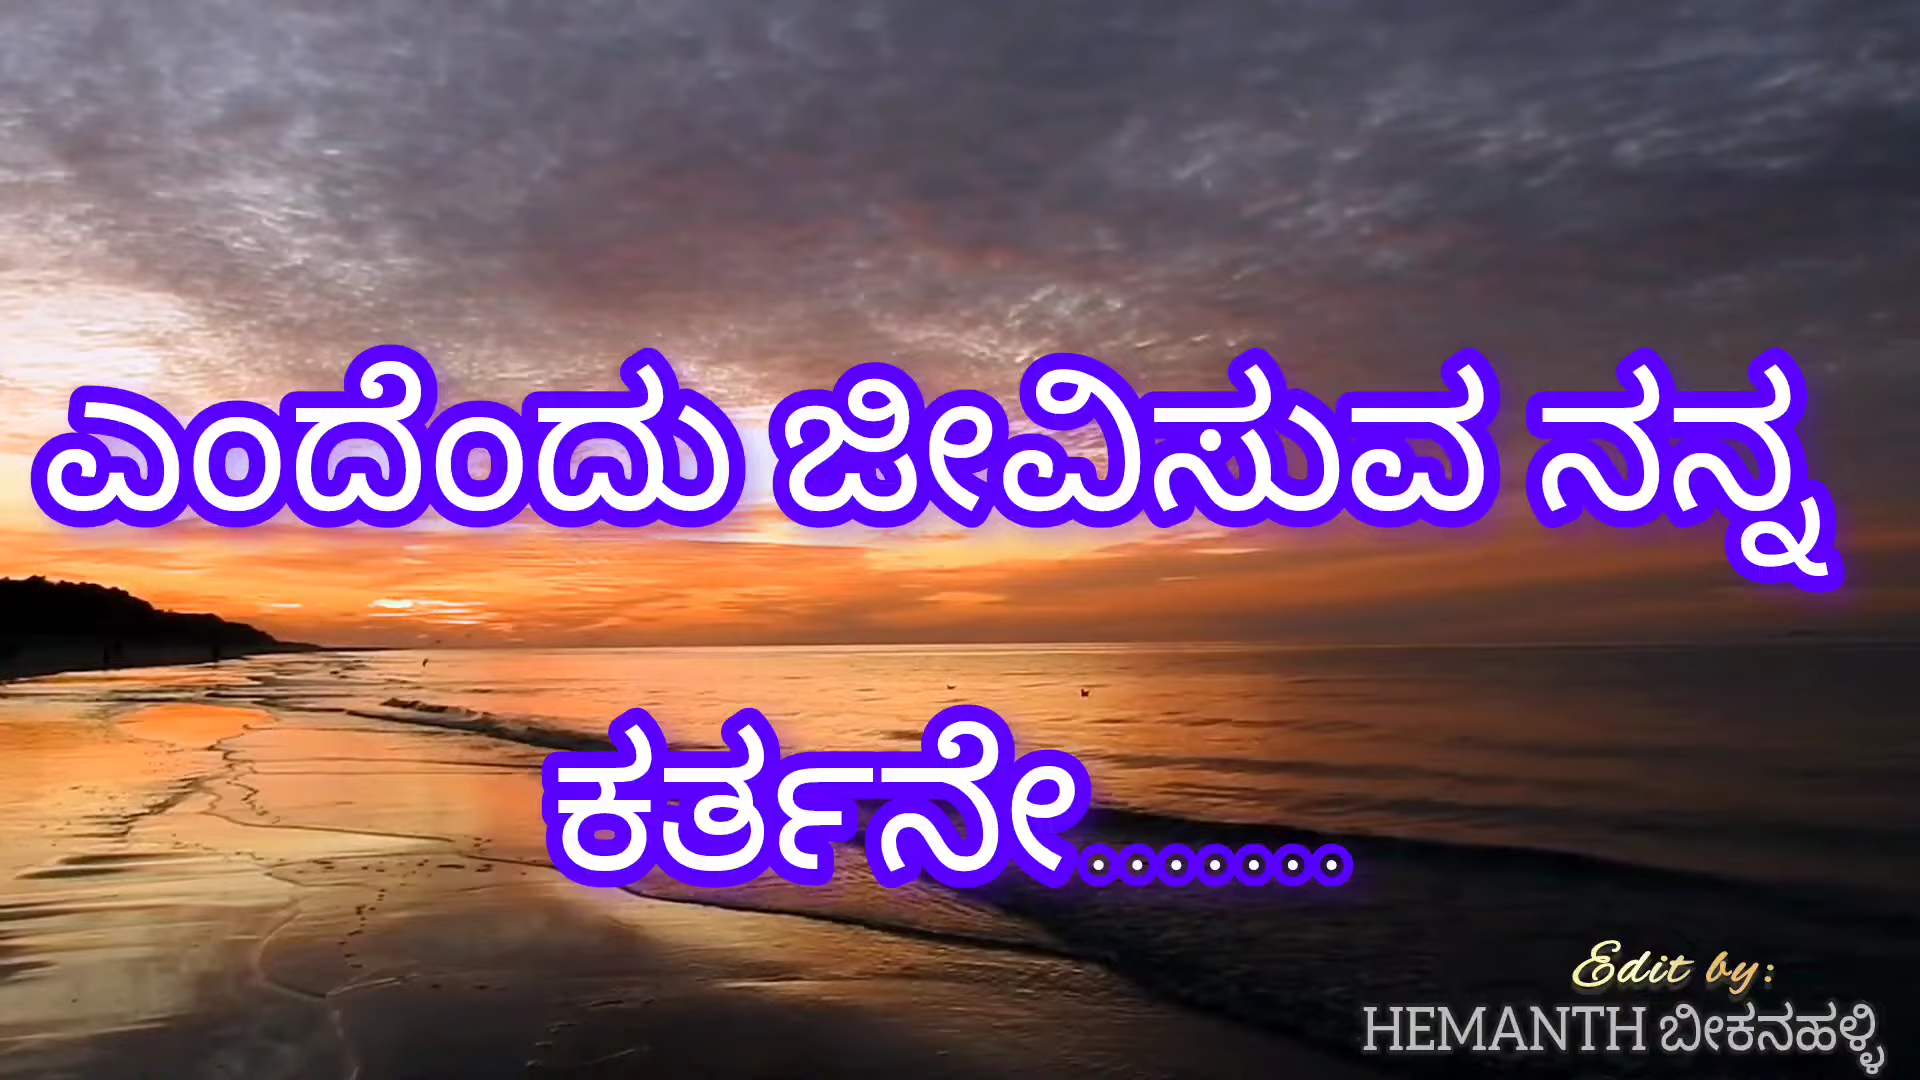 ಎಂದೆಂದು ಜೀವಿಸುವ ನನ್ನ
ಕರ್ತನೇ.......
Edit by:
HEMANTH ಬೀಕನಹಳ್ಳಿ